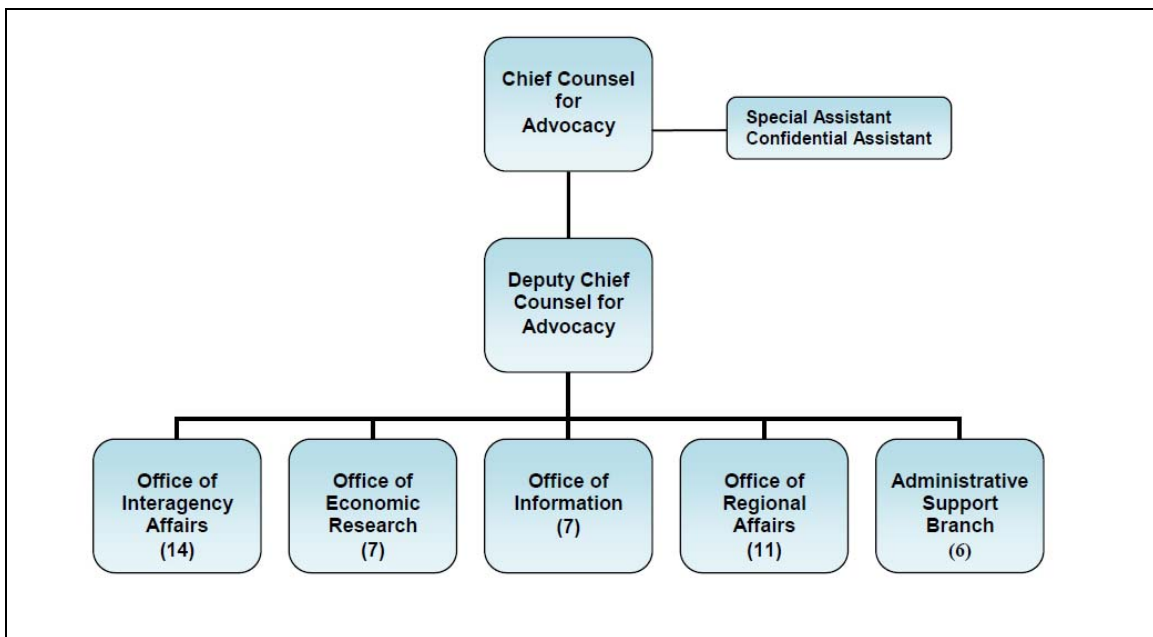 Chief Counsel
for
Advocacy
Special Assistant
Confidential Assistant
Deputy Chief
Counsel for
Advocacy
Office of
Interagency
Affairs
(14)
Office of
Economic
Research
(7)
Office of
Information
(7)
Office of
Regional
Affairs
(11)
Administrative
Support
Branch
(6)